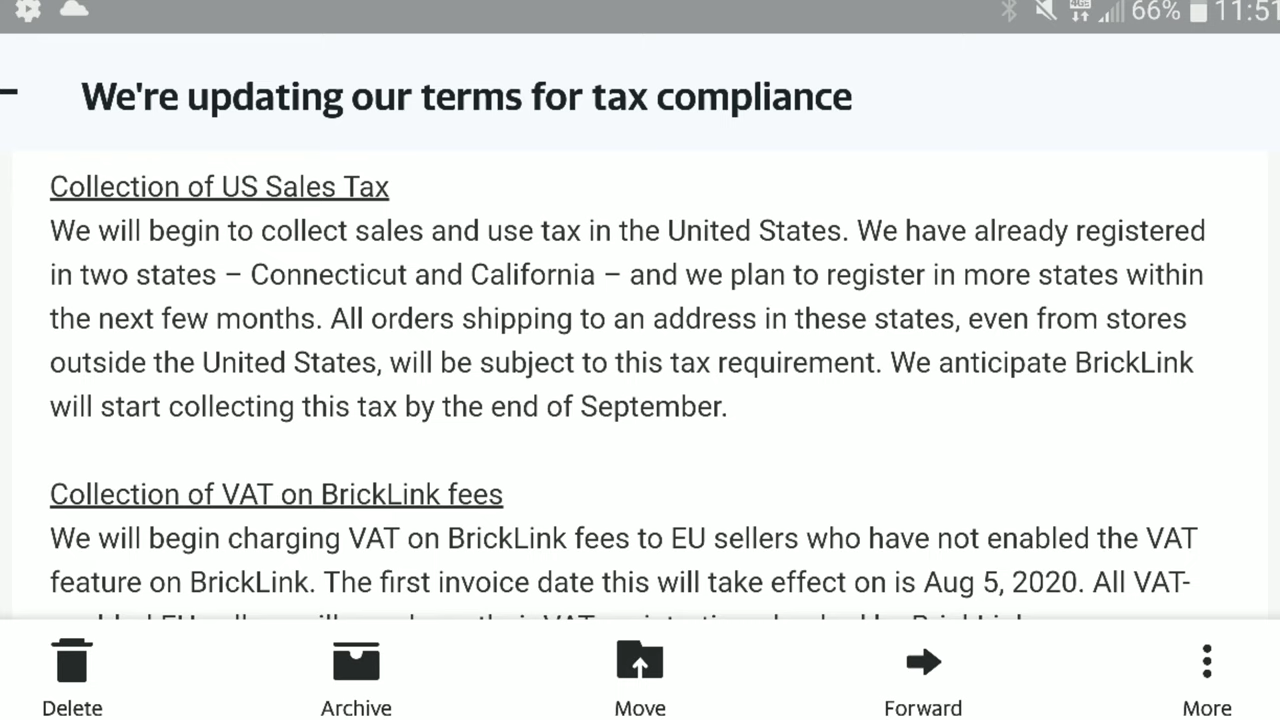 66% 11:51
We're updating our terms for tax compliance
Collection of US Sales Tax
We will begin to collect sales and use tax in the United States. We have already registered
in two states – Connecticut and California – and we plan to register in more states within
the next few months. All orders shipping to an address in these states, even from stores
outside the United States, will be subject to this tax requirement. We anticipate BrickLink
will start collecting this tax by the end of September.
Collection of VAT on BrickLink fees
We will begin charging VAT on BrickLink fees to EU sellers who have not enabled the VAT
feature on BrickLink. The first invoice date this will take effect on is Aug 5, 2020. All VAT-
Delete Archive Move Forward More